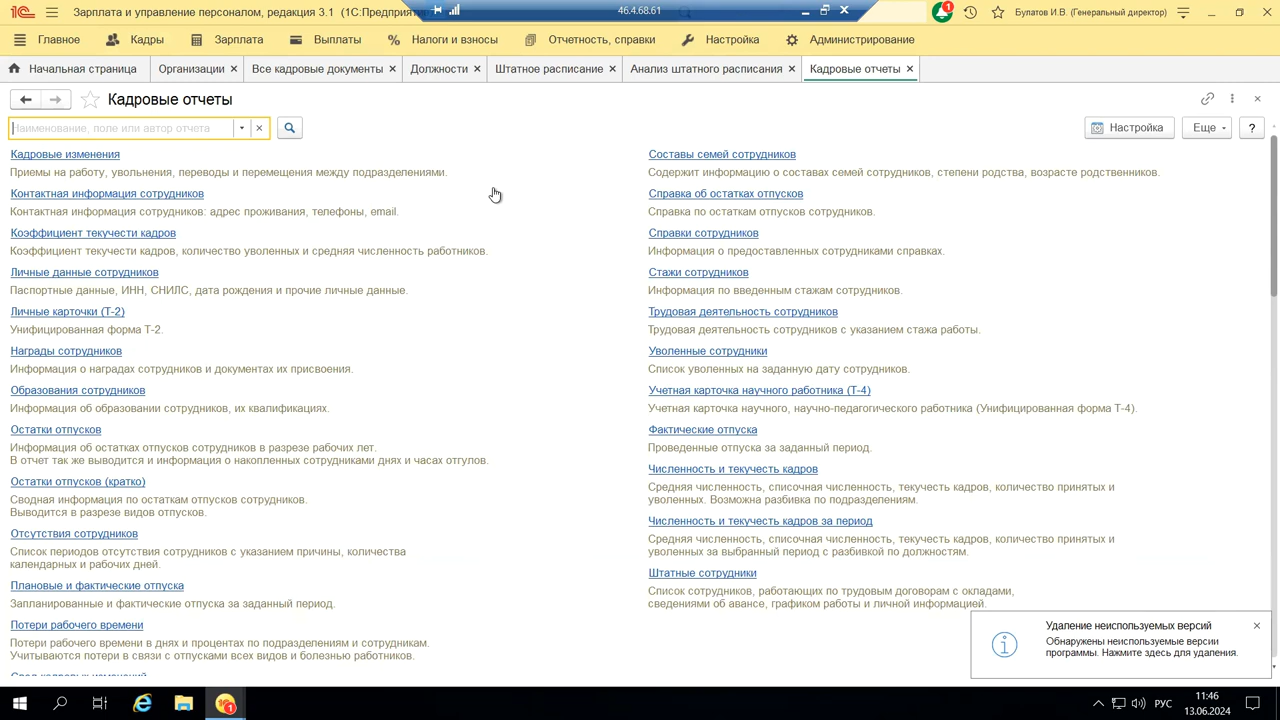 Зарплата и управление персоналом, редакция 3.1 (1С:Предприятие
46.4.68.61
1
Булатов И.В. (Генеральный директор)
Главное
Кадры
Зарплата
Выплаты
Налоги и взносы
Отчетность, справки
Настройка
Администрирование
Начальная страница
Организации
Все кадровые документы
Должности
Штатное расписание
Анализ штатного расписания
Кадровые отчеты
Кадровые отчеты
Наименование, поле или автор отчета
Настройка
Еще
?
Кадровые изменения
Приемы на работу, увольнения, переводы и перемещения между подразделениями.
Контактная информация сотрудников
Контактная информация сотрудников: адрес проживания, телефоны, email.
Коэффициент текучести кадров
Коэффициент текучести кадров, количество уволенных и средняя численность работников.
Личные данные сотрудников
Паспортные данные, ИНН, СНИЛС, дата рождения и прочие личные данные.
Личные карточки (Т-2)
Унифицированная форма Т-2.
Награды сотрудников
Информация о наградах сотрудников и документах их присвоения.
Образования сотрудников
Информация об образовании сотрудников, их квалификациях.
Остатки отпусков
Информация об остатках отпусков сотрудников в разрезе рабочих лет.
В отчет так же выводится и информация о накопленных сотрудниками днях и часах отгулов.
Остатки отпусков (кратко)
Сводная информация по остаткам отпусков сотрудников.
Выводится в разрезе видов отпусков.
Отсутствия сотрудников
Список периодов отсутствия сотрудников с указанием причины, количества
календарных и рабочих дней.
Плановые и фактические отпуска
Запланированные и фактические отпуска за заданный период.
Потери рабочего времени
Потери рабочего времени в днях и процентах по подразделениям и сотрудникам.
Учитываются потери в связи с отпусками всех видов и болезнью работников.
Свод кадровых изменений
Составы семей сотрудников
Содержит информацию о составах семей сотрудников, степени родства, возрасте родственников.
Справка об остатках отпусков
Справка по остаткам отпусков сотрудников.
Справки сотрудников
Информация о предоставленных сотрудниками справках.
Стажи сотрудников
Информация по введенным стажам сотрудников.
Трудовая деятельность сотрудников
Трудовая деятельность сотрудников с указанием стажа работы.
Уволенные сотрудники
Список уволенных на заданную дату сотрудников.
Учетная карточка научного работника (Т-4)
Учетная карточка научного, научно-педагогического работника (Унифицированная форма Т-4).
Фактические отпуска
Проведенные отпуска за заданный период.
Численность и текучесть кадров
Средняя численность, списочная численность, текучесть кадров, количество принятых и
уволенных. Возможна разбивка по подразделениям.
Численность и текучесть кадров за период
Средняя численность, списочная численность, текучесть кадров, количество принятых и
уволенных за выбранный период с разбивкой по должностям.
Штатные сотрудники
Список сотрудников, работающих по трудовым договорам с окладами,
сведениями об авансе, графиком работы и личной информацией.
Удаление неиспользуемых версий
Обнаружены неиспользуемые версии
программы. Нажмите здесь для удаления.
РУС
11:46
13.06.2024